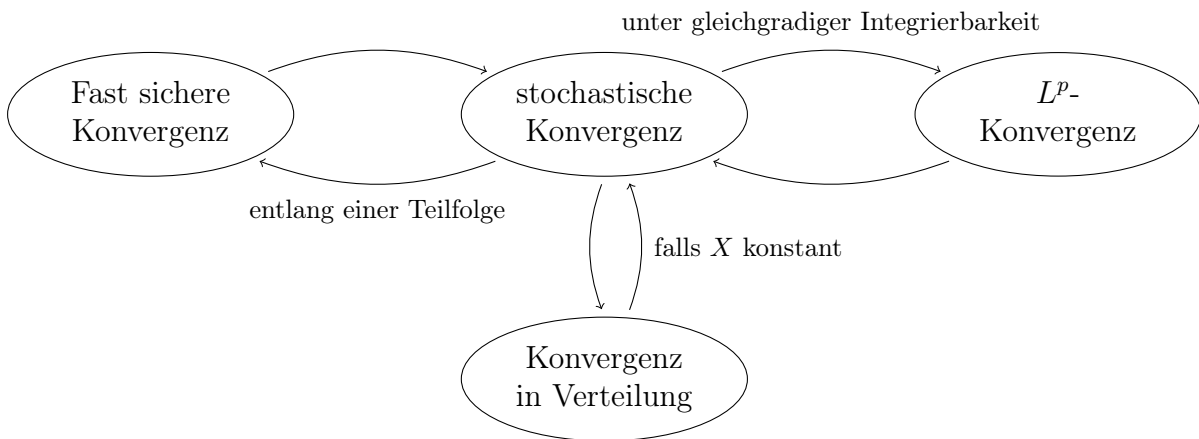 unter gleichgradiger Integrierbarkeit
Fast sichere
Konvergenz
stochastische
Konvergenz
L^p-
Konvergenz
entlang einer Teilfolge
falls X konstant
Konvergenz
in Verteilung